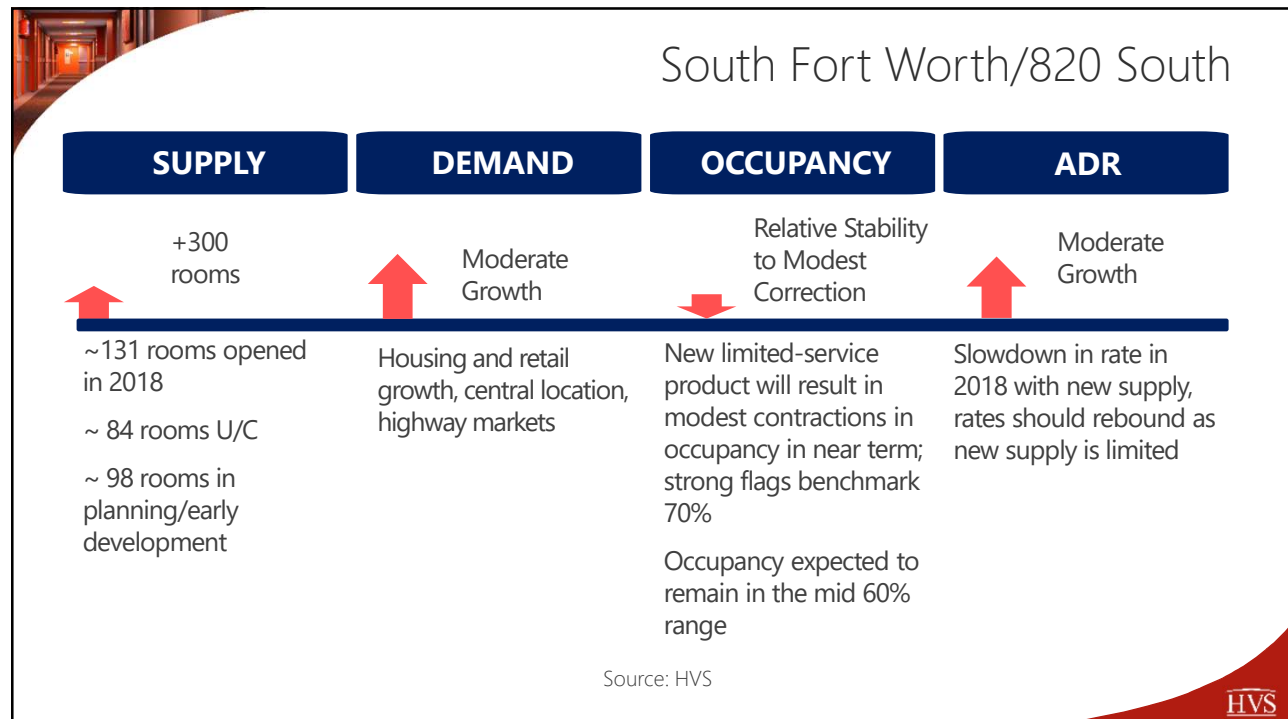 South Fort Worth/820 South
SUPPLY
+300
rooms
~131 rooms opened
in 2018
~ 84 rooms U/C
~ 98 rooms in
planning/early
development
DEMAND
Moderate
Growth
Housing and retail
growth, central location,
highway markets
OCCUPANCY
Relative Stability
to Modest
Correction
New limited-service
product will result in
modest contractions in
occupancy in near term;
strong flags benchmark
70%
Occupancy expected to
remain in the mid 60%
range
ADR
Moderate
Growth
Slowdown in rate in
2018 with new supply,
rates should rebound as
new supply is limited
Source: HVS
HVS